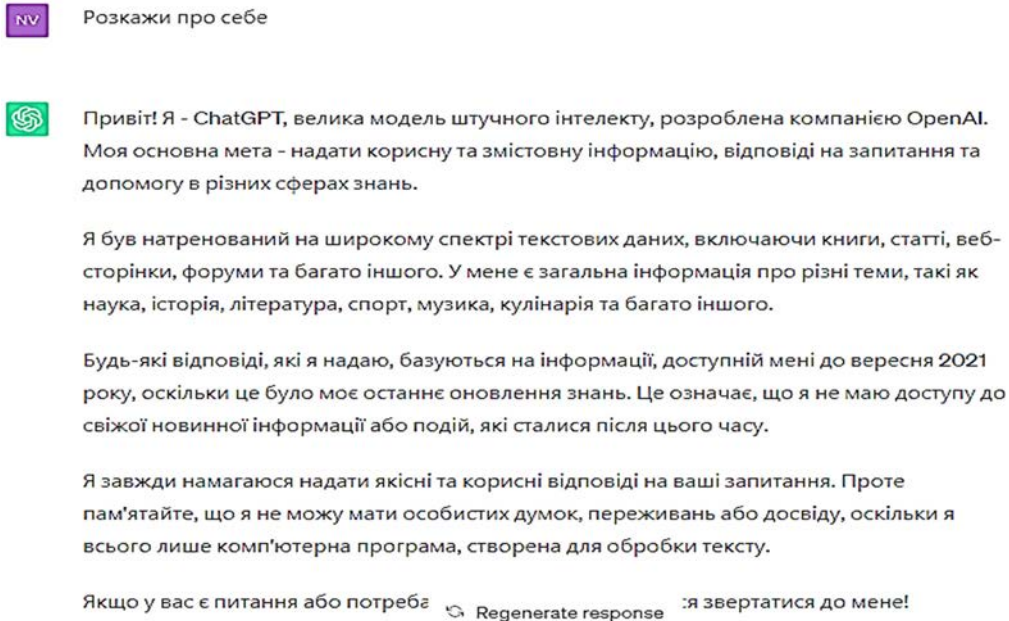 NV
Розкажи про себе
Привіт! Я - ChatGPT, велика модель штучного інтелекту, розроблена компанією OpenAI.
Моя основна мета - надати корисну та змістовну інформацію, відповіді на запитання та
допомогу в різних сферах знань.
Я був натренований на широкому спектрі текстових даних, включаючи книги, статті, веб-
сторінки, форуми та багато іншого. У мене є загальна інформація про різні теми, такі як
наука, історія, література, спорт, музика, кулінарія та багато іншого.
Будь-які відповіді, які я надаю, базуються на інформації, доступній мені до вересня 2021
року, оскільки це було моє останнє оновлення знань. Це означає, що я не маю доступу до
свіжої новинної інформації або подій, які сталися після цього часу.
Я завжди намагаюся надати якісні та корисні відповіді на ваші запитання. Проте
пам'ятайте, що я не можу мати особистих думок, переживань або досвіду, оскільки я
всього лише комп'ютерна програма, створена для обробки тексту.
Якщо у вас є питання або потреба Regenerate response ся звертатися до мене!